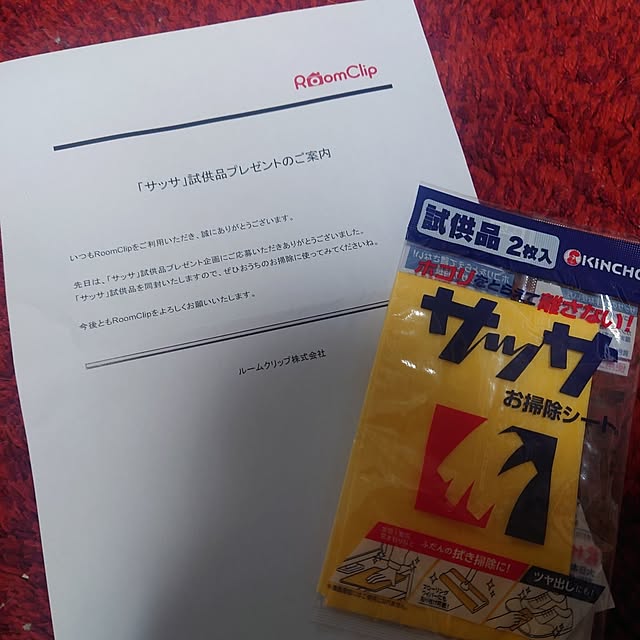 RoomClip
「サッサ」試供品プレゼントのご案内
いつもRoomClipをご利用いただき、誠にありがとうございます。
先日は、「サッサ」試供品プレゼント企画にご応募いただきありがとうございました。
「サッサ」試供品を同封いたしますので、ぜひおうちのお掃除に使ってみてくださいね。
今後ともRoomClipをよろしくお願いいたします。
ルームクリップ株式会社
試供品 2枚入
KINCHO
ホコリをとらえて離さない!
サッサ
お掃除シート
ふだんの拭き掃除に!
ツヤ出しにも!